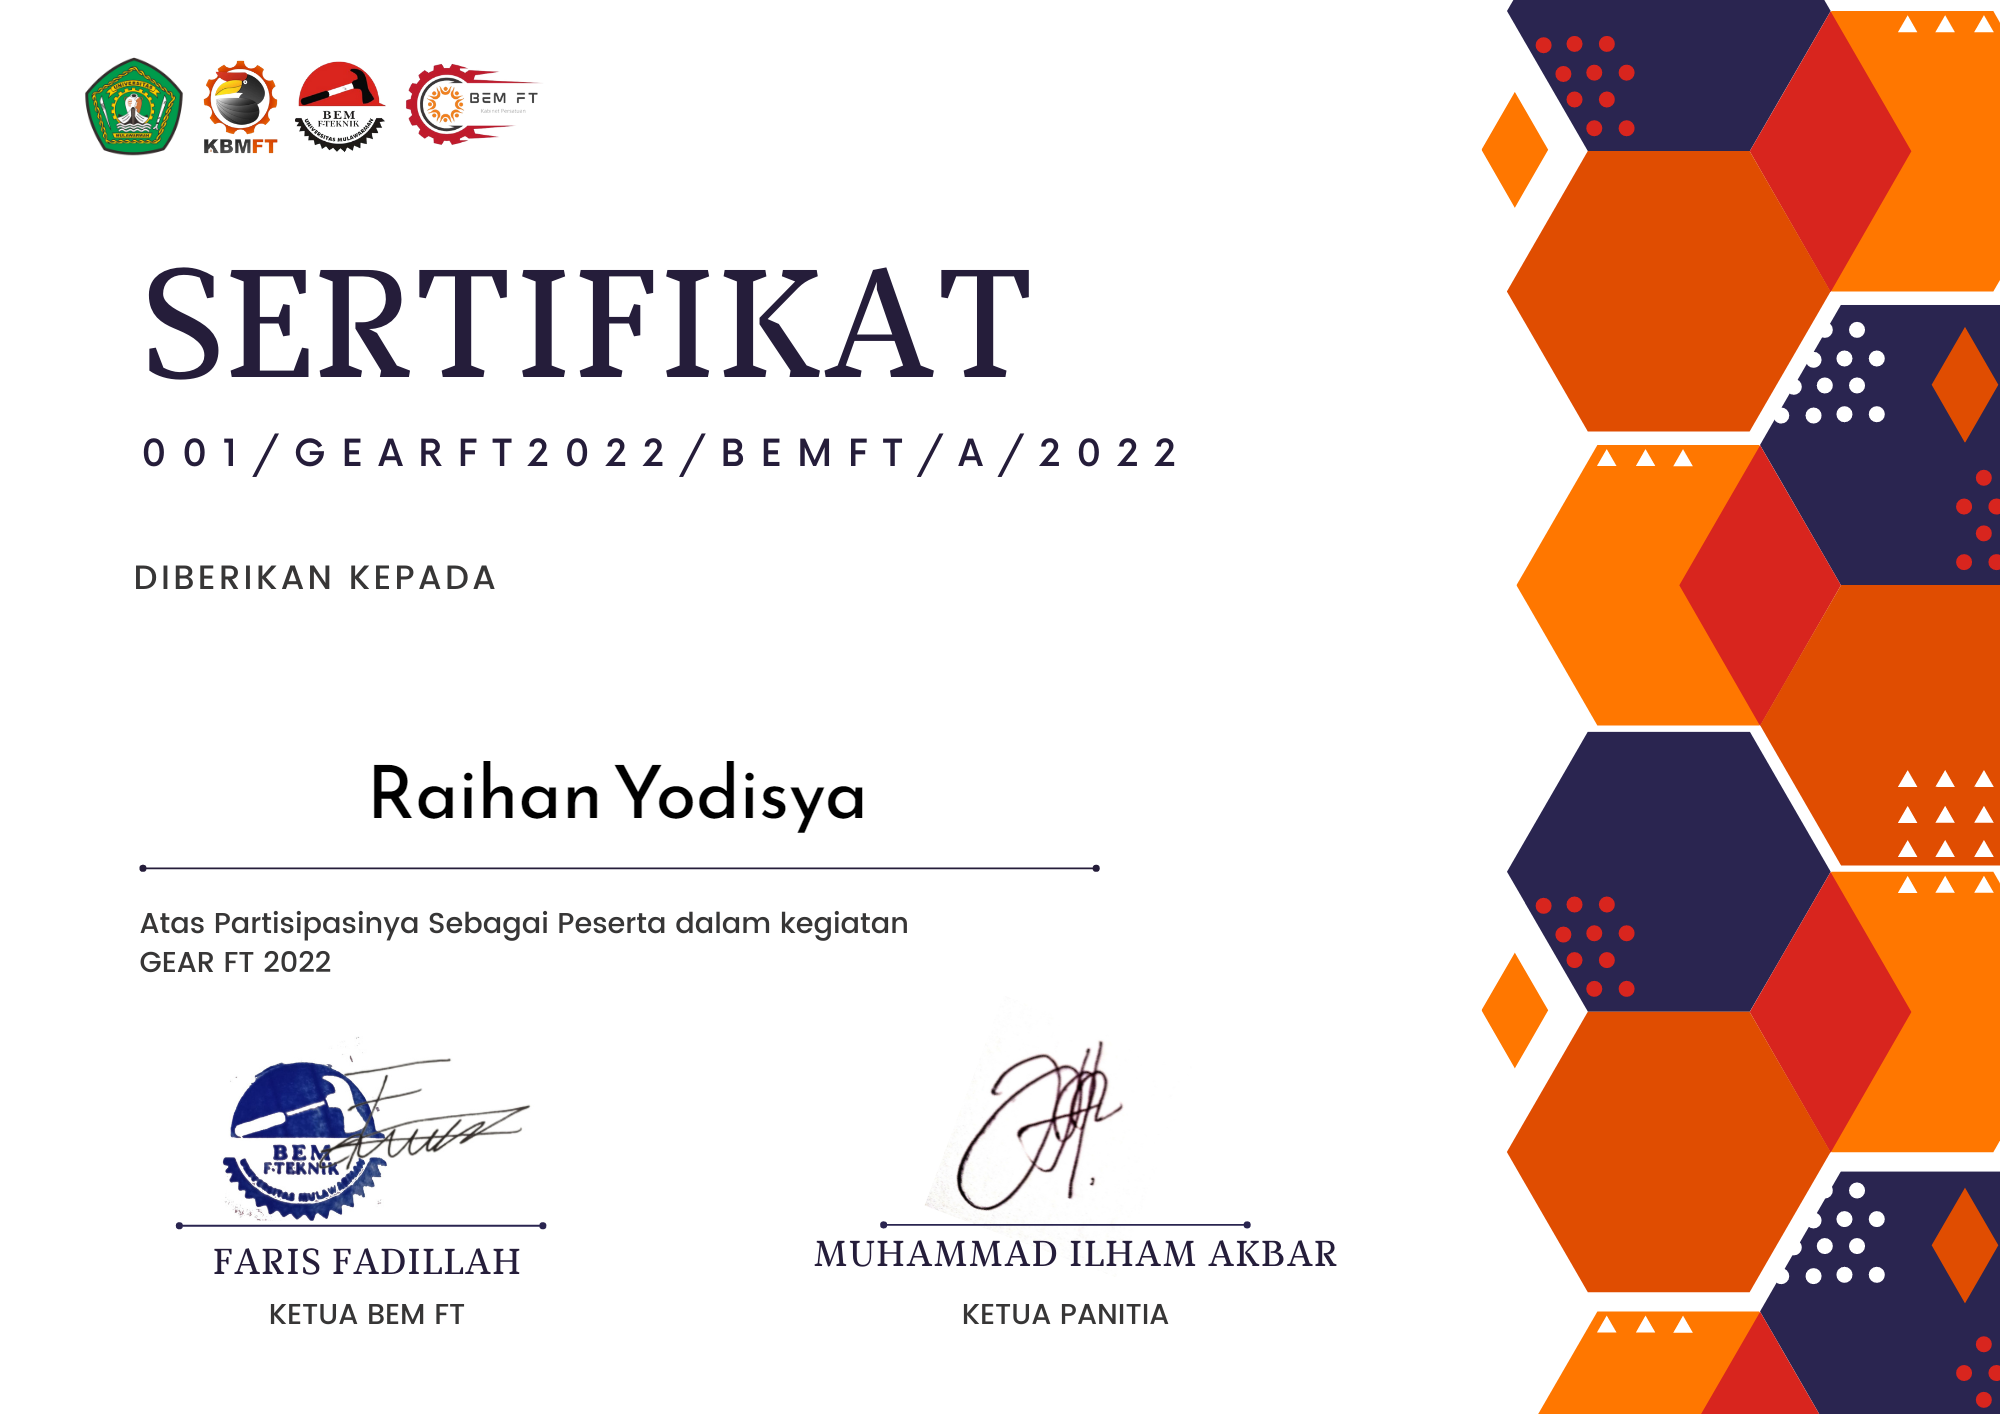 UNIVERSITAS
MULAWARMAN
KBMFT
BEM
F-TEKNIK
UNIVERSITAS MULAWARMAN
BEM FT
SERTIFIKAT
001/GEARFT2022/BEMFT/A/2022
DIBERIKAN KEPADA
Raihan Yodisya
Atas Partisipasinya Sebagai Peserta dalam kegiatan
GEAR FT 2022
BEM
F-TEKNIK
UNIVERSITAS MULAWARMAN
FARIS FADILLAH
MUHAMMAD ILHAM AKBAR
KETUA BEM FT
KETUA PANITIA